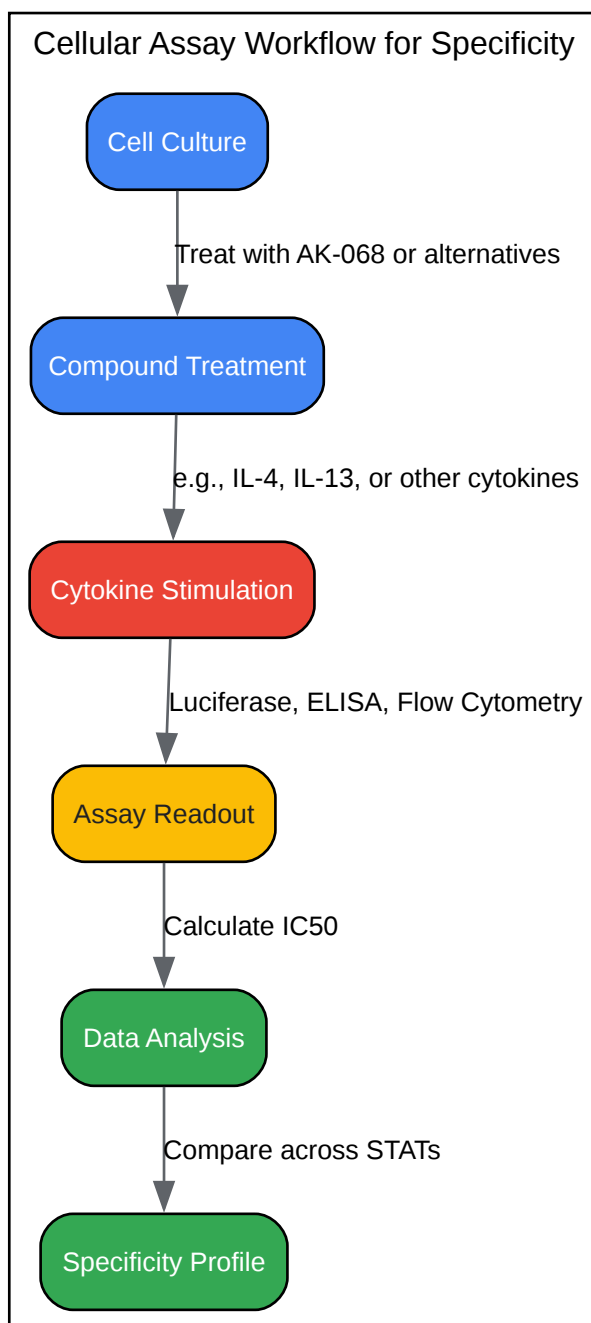 Cellular Assay Workflow for Specificity
Cell Culture
Treat with AK-068 or alternatives
Compound Treatment
e.g., IL-4, IL-13, or other cytokines
Cytokine Stimulation
Luciferase, ELISA, Flow Cytometry
Assay Readout
Calculate IC50
Data Analysis
Compare across STATs
Specificity Profile